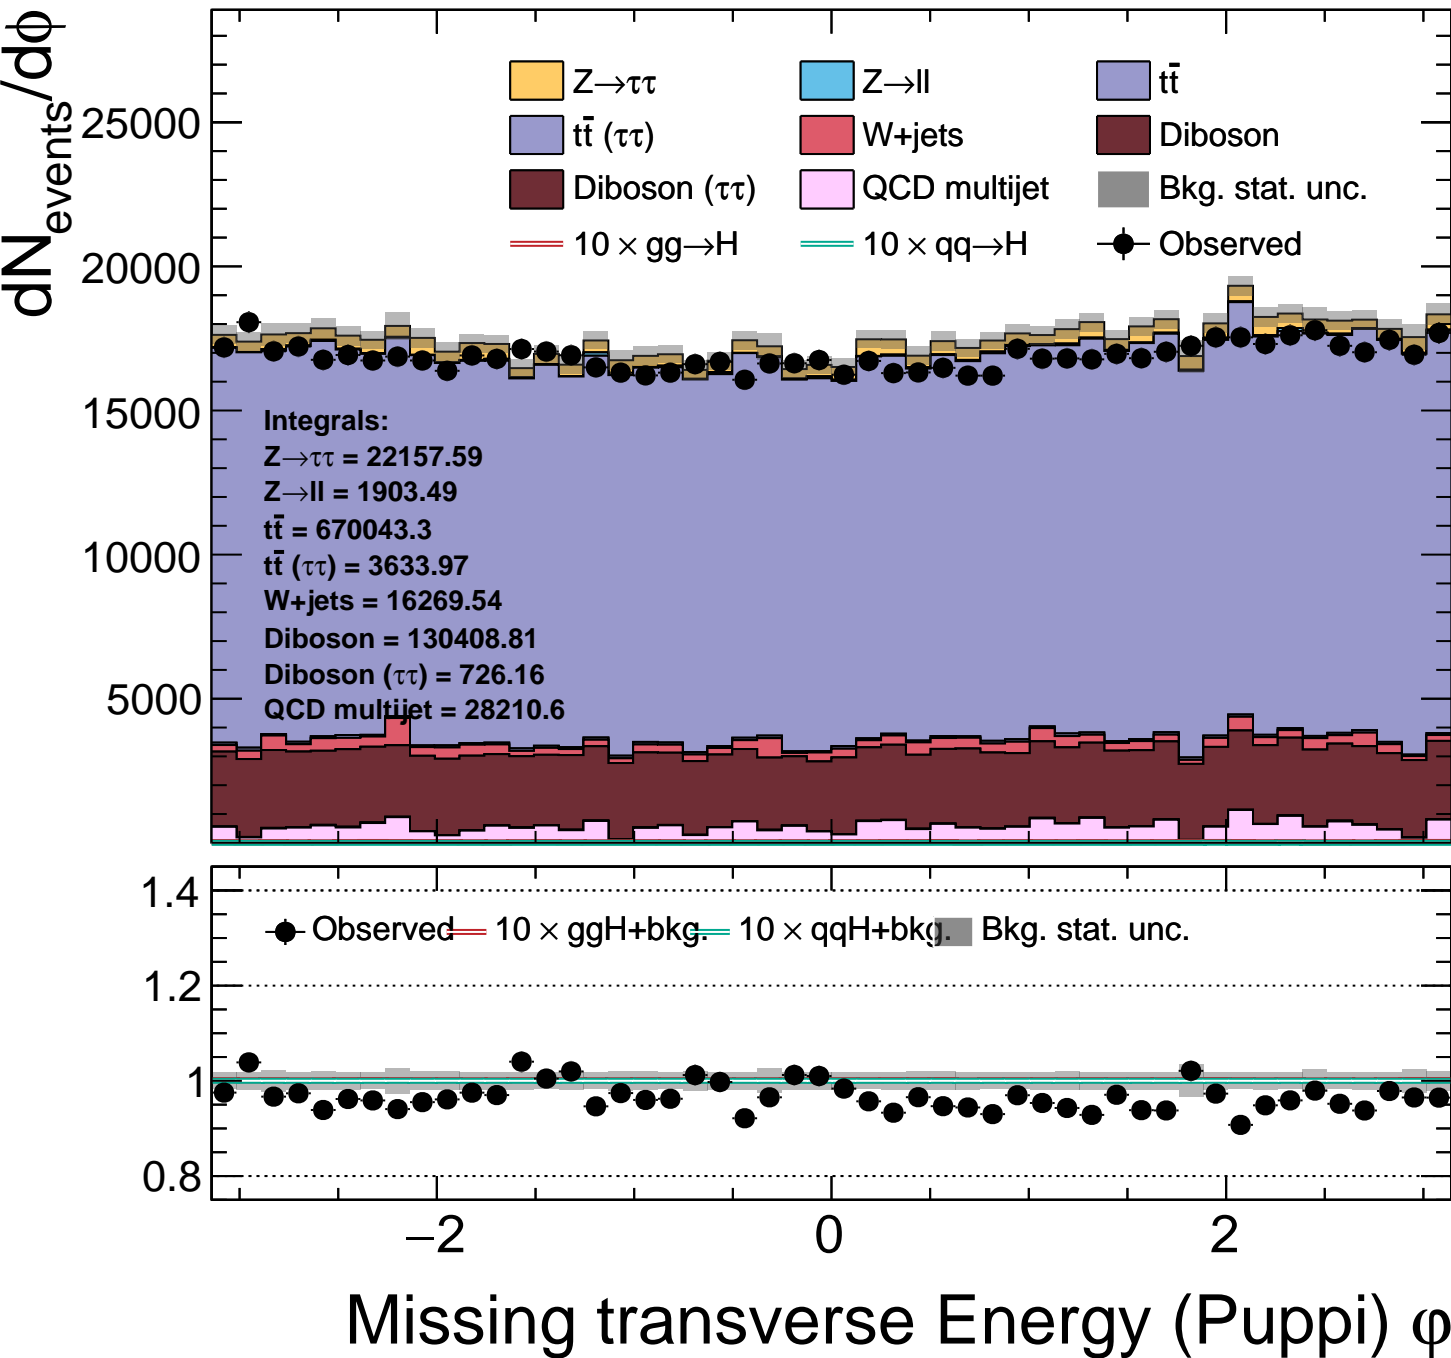 dN_events/dϕ
25000
20000
15000
10000
5000
Z→ττ Z→ll tt̄
tt̄ (ττ) W+jets Diboson
Diboson (ττ) QCD multijet Bkg. stat. unc.
10 × gg→H 10 × qq→H Observed
Integrals:
Z→ττ = 22157.59
Z→ll = 1903.49
tt̄ = 670043.3
tt̄ (ττ) = 3633.97
W+jets = 16269.54
Diboson = 130408.81
Diboson (ττ) = 726.16
QCD multijet = 28210.6
1.4
1.2
1
0.8
Observed 10 × ggH+bkg. 10 × qqH+bkg. Bkg. stat. unc.
−2 0 2
Missing transverse Energy (Puppi) φ